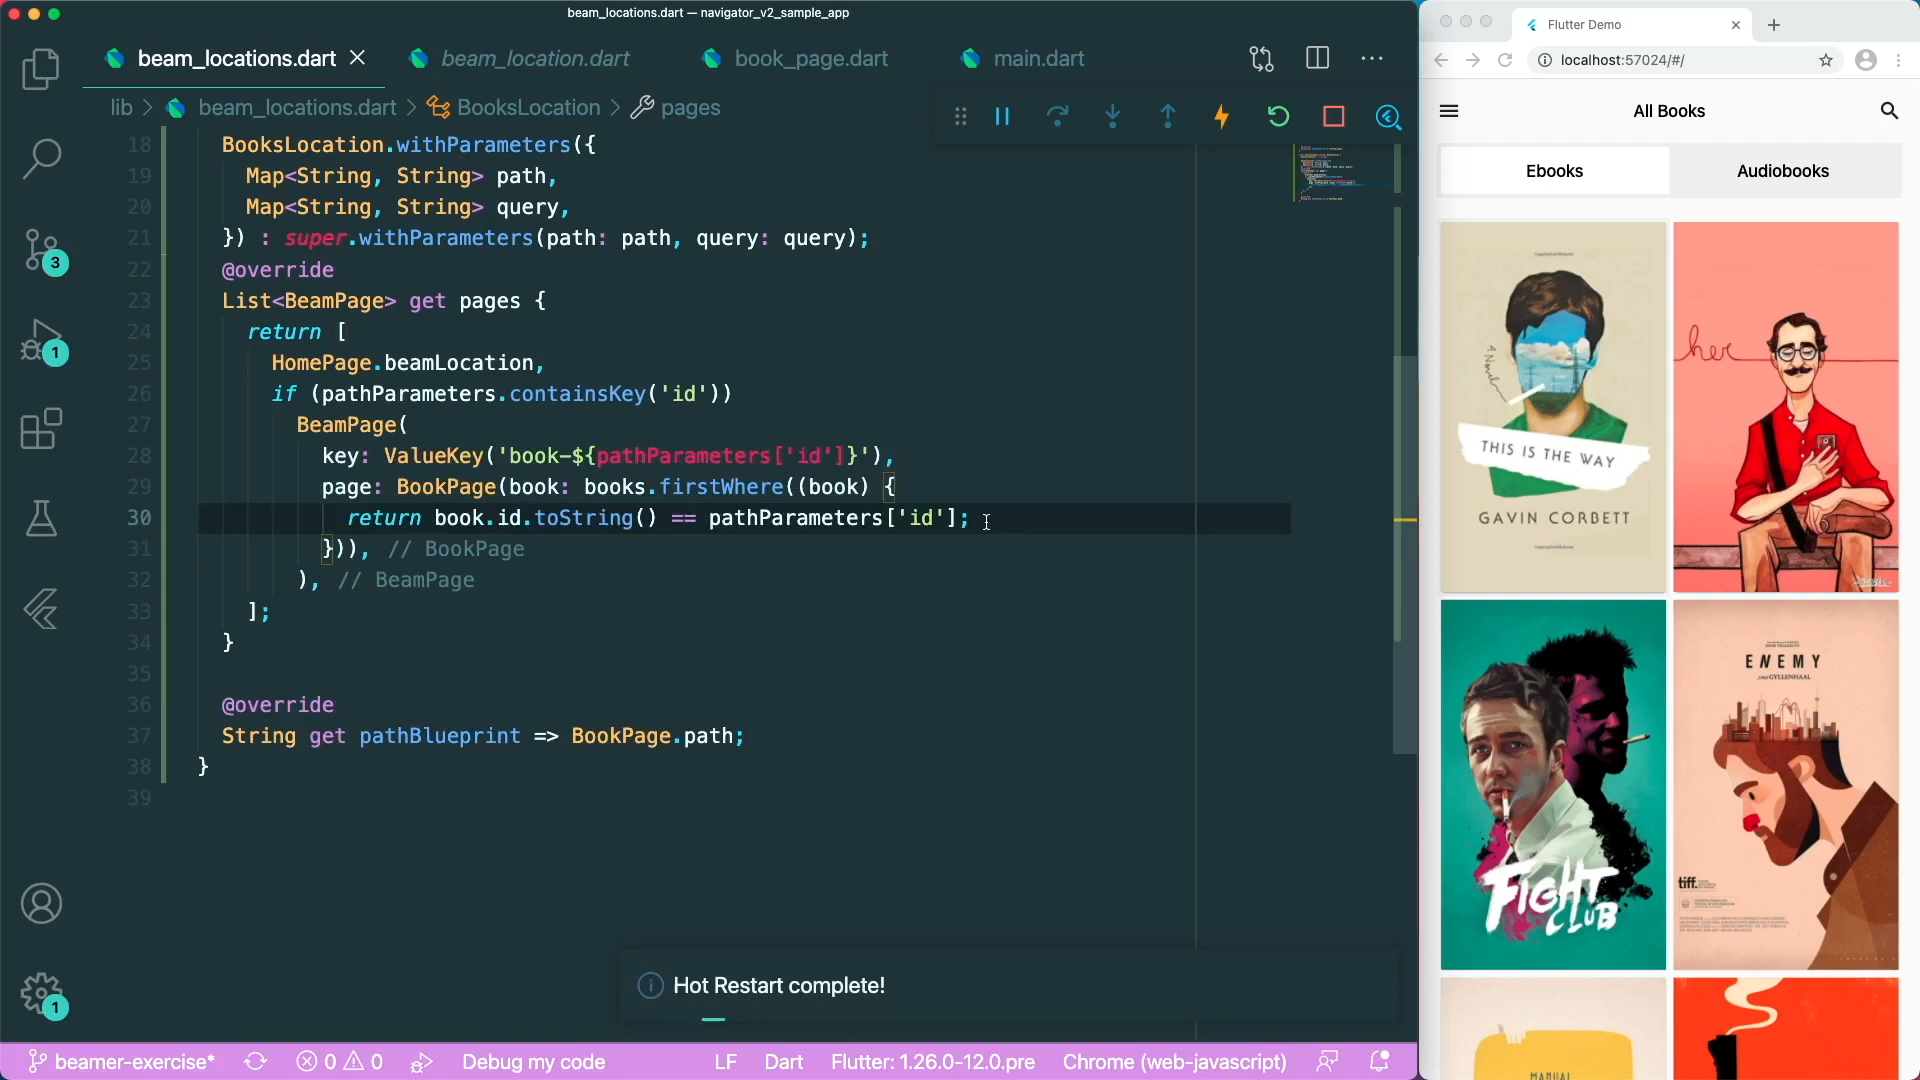 beam_locations.dart — navigator_v2_sample_app
beam_locations.dart
beam_location.dart
book_page.dart
main.dart
lib > beam_locations.dart > BooksLocation > pages
18 BooksLocation.withParameters({
19 Map<String, String> path,
20 Map<String, String> query,
21 }) : super.withParameters(path: path, query: query);
22 @override
23 List<BeamPage> get pages {
24 return [
25 HomePage.beamLocation,
26 if (pathParameters.containsKey('id'))
27 BeamPage(
28 key: ValueKey('book-${pathParameters['id']}'),
29 page: BookPage(book: books.firstWhere((book) {
30 return book.id.toString() == pathParameters['id'];
31 })), // BookPage
32 ), // BeamPage
33 ];
34 }
35
36 @override
37 String get pathBlueprint => BookPage.path;
38 }
39
3
1
1
Hot Restart complete!
beamer-exercise*
0
0
Debug my code
LF
Dart
Flutter: 1.26.0-12.0.pre
Chrome (web-javascript)
Flutter Demo
localhost:57024/#/
All Books
Ebooks
Audiobooks
A Novel
THIS IS THE WAY
GAVIN CORBETT
her
FIGHT
CLUB
ENEMY
GYLLENHAAL
tiff.
MANUAL